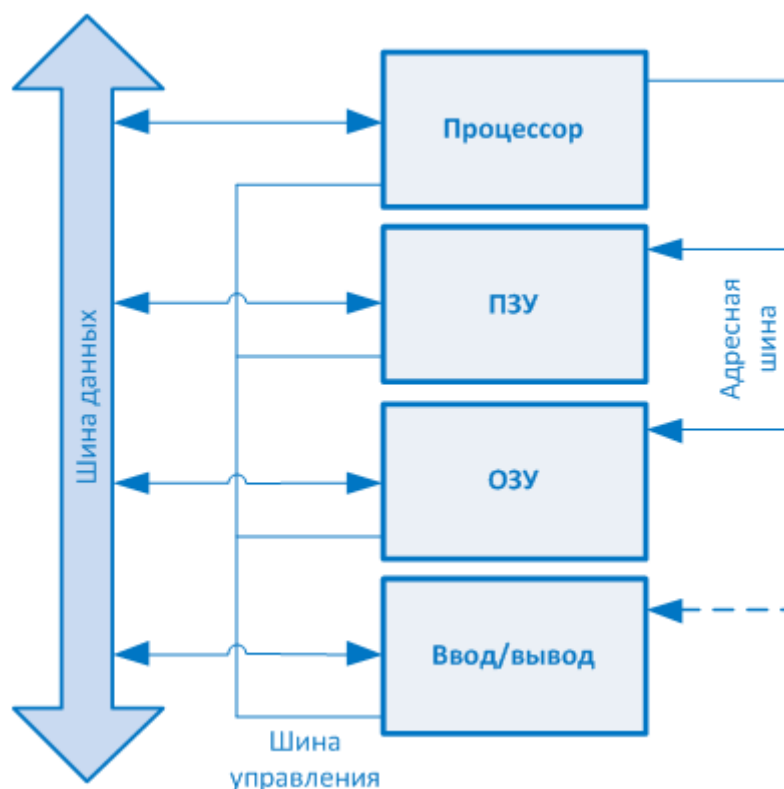 Процессор
ПЗУ
Адресная
шина
Шина данных
ОЗУ
Ввод/вывод
Шина
управления